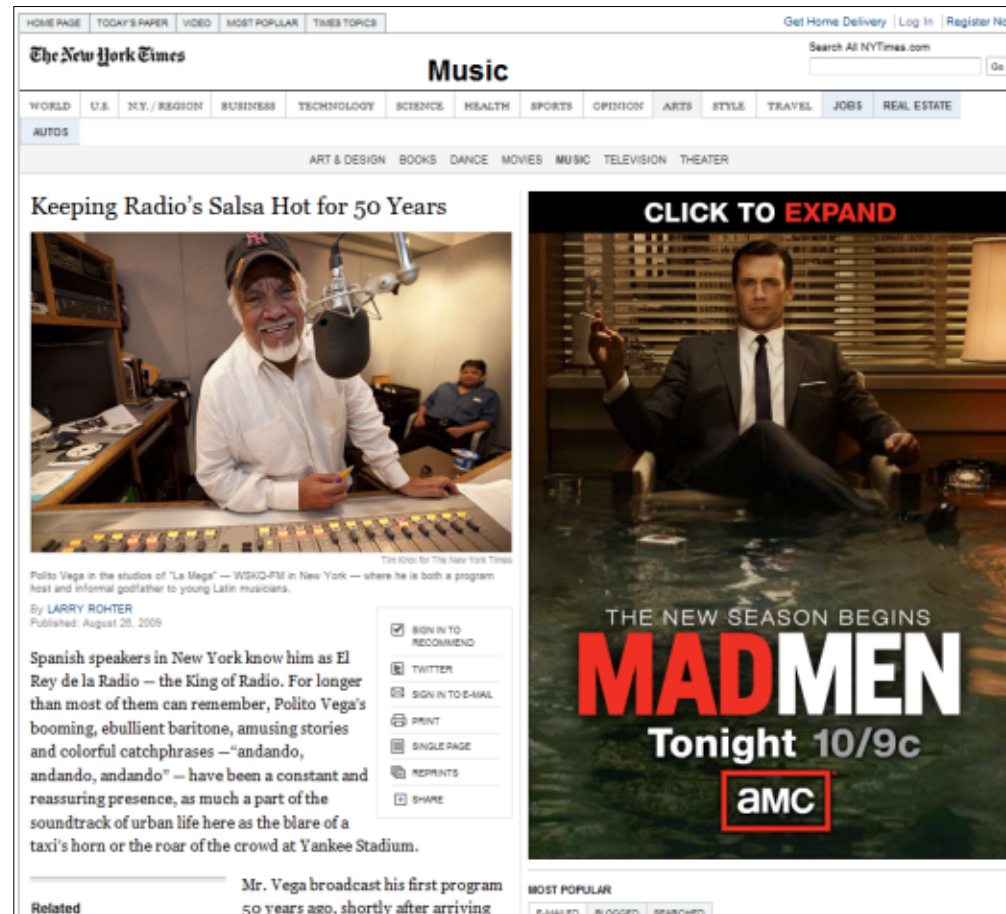 HOME PAGE TODAY'S PAPER VIDEO MOST POPULAR TIMES TOPICS
Get Home Delivery Log In Register No
The New York Times
Music
Search All NYTimes.com
Go
WORLD U.S. N.Y. / REGION BUSINESS TECHNOLOGY SCIENCE HEALTH SPORTS OPINION ARTS STYLE TRAVEL JOBS REAL ESTATE
AUTOS
ART & DESIGN BOOKS DANCE MOVIES MUSIC TELEVISION THEATER
Keeping Radio's Salsa Hot for 50 Years
Tim Knox for The New York Times
Polito Vega in the studios of "La Mega" — WSKQ-FM in New York — where he is both a program
host and informal godfather to young Latin musicians.
By LARRY ROHTER
Published: August 28, 2009
Spanish speakers in New York know him as El
Rey de la Radio — the King of Radio. For longer
than most of them can remember, Polito Vega's
booming, ebullient baritone, amusing stories
and colorful catchphrases —"andando,
andando, andando" — have been a constant and
reassuring presence, as much a part of the
soundtrack of urban life here as the blare of a
taxi's horn or the roar of the crowd at Yankee Stadium.
SIGN IN TO
RECOMMEND
TWITTER
SIGN IN TO E-MAIL
PRINT
SINGLE PAGE
REPRINTS
SHARE
Related
Mr. Vega broadcast his first program
50 years ago, shortly after arriving
CLICK TO EXPAND
THE NEW SEASON BEGINS
MADMEN
Tonight 10/9c
aMC
MOST POPULAR
E-MAILED BLOGGED SEARCHED